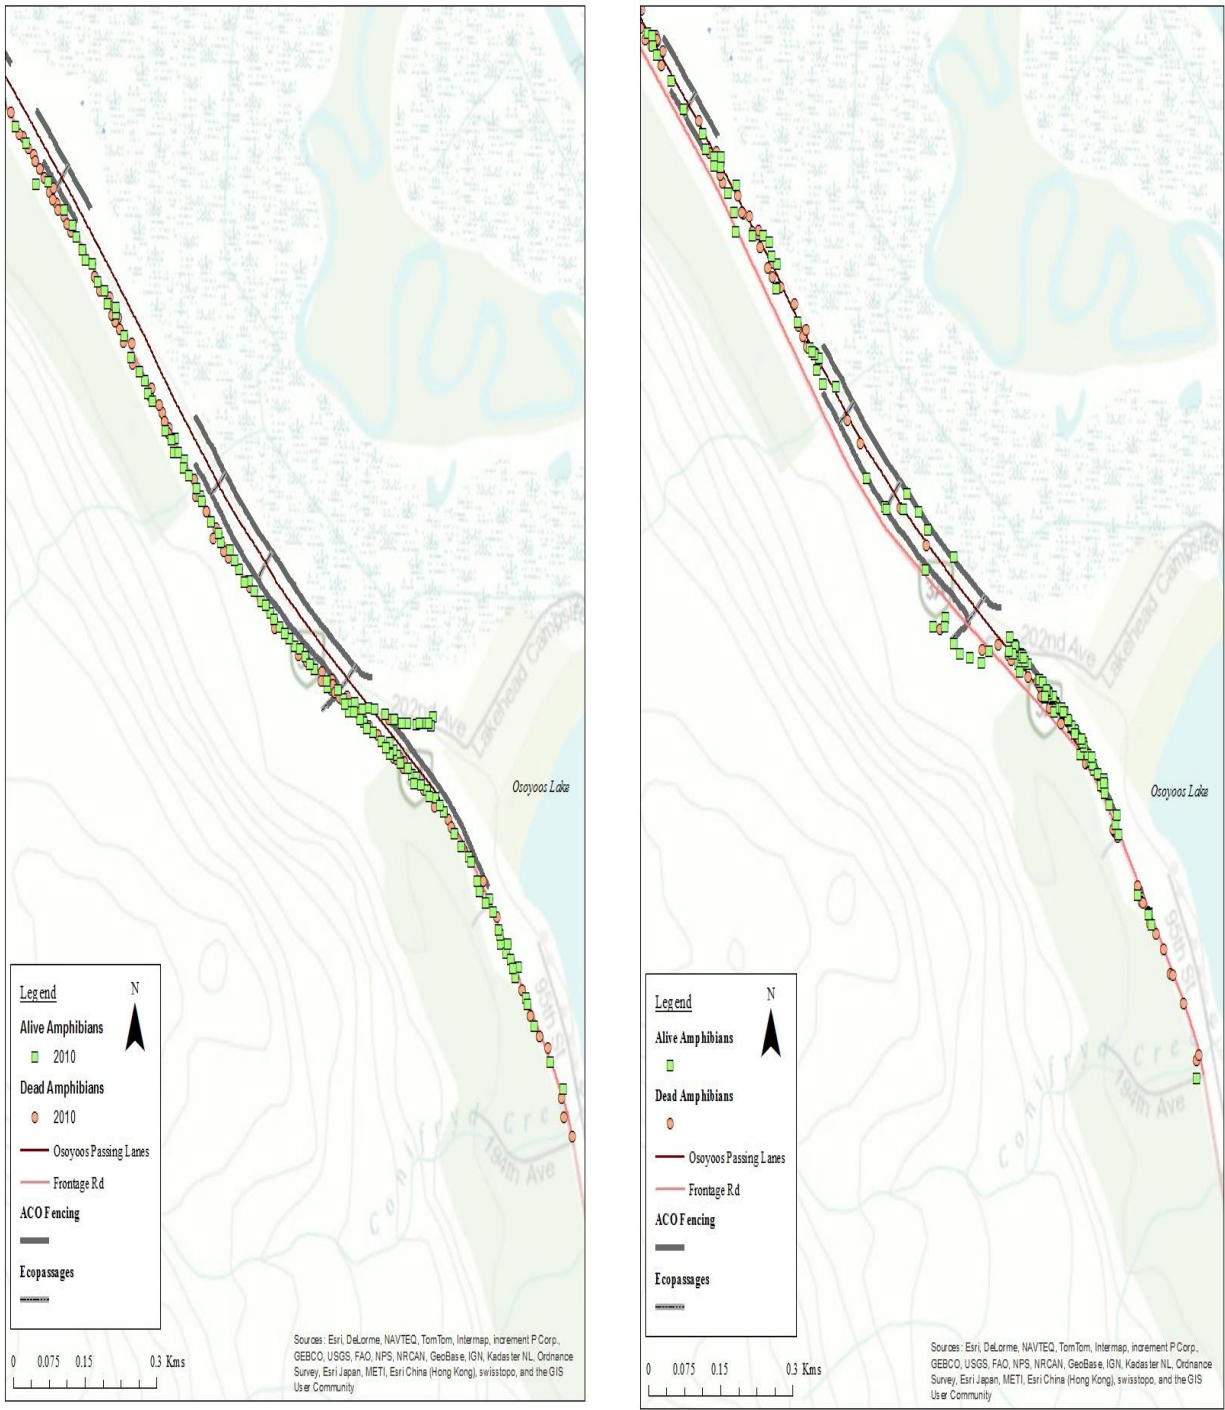 202nd Ave
Lakehead Campsite
Osoyoos Lake
95th St
Conifryd Creek
194th Ave
Legend
N
Alive Amphibians
2010
Dead Amphibians
2010
Osoyoos Passing Lanes
Frontage Rd
ACO Fencing
Ecopassages
0 0.075 0.15 0.3 Kms
Sources: Esri, DeLorme, NAVTEQ, TomTom, Intermap, increment P Corp.,
GEBCO, USGS, FAO, NPS, NRCAN, GeoBase, IGN, Kadaster NL, Ordnance
Survey, Esri Japan, METI, Esri China (Hong Kong), swisstopo, and the GIS
User Community
202nd Ave
Lakehead Campsite
Osoyoos Lake
95th St
194th Ave
Legend
N
Alive Amphibians
Dead Amphibians
Osoyoos Passing Lanes
Frontage Rd
ACO Fencing
Ecopassages
0 0.075 0.15 0.3 Kms
Sources: Esri, DeLorme, NAVTEQ, TomTom, Intermap, increment P Corp.,
GEBCO, USGS, FAO, NPS, NRCAN, GeoBase, IGN, Kadaster NL, Ordnance
Survey, Esri Japan, METI, Esri China (Hong Kong), swisstopo, and the GIS
User Community